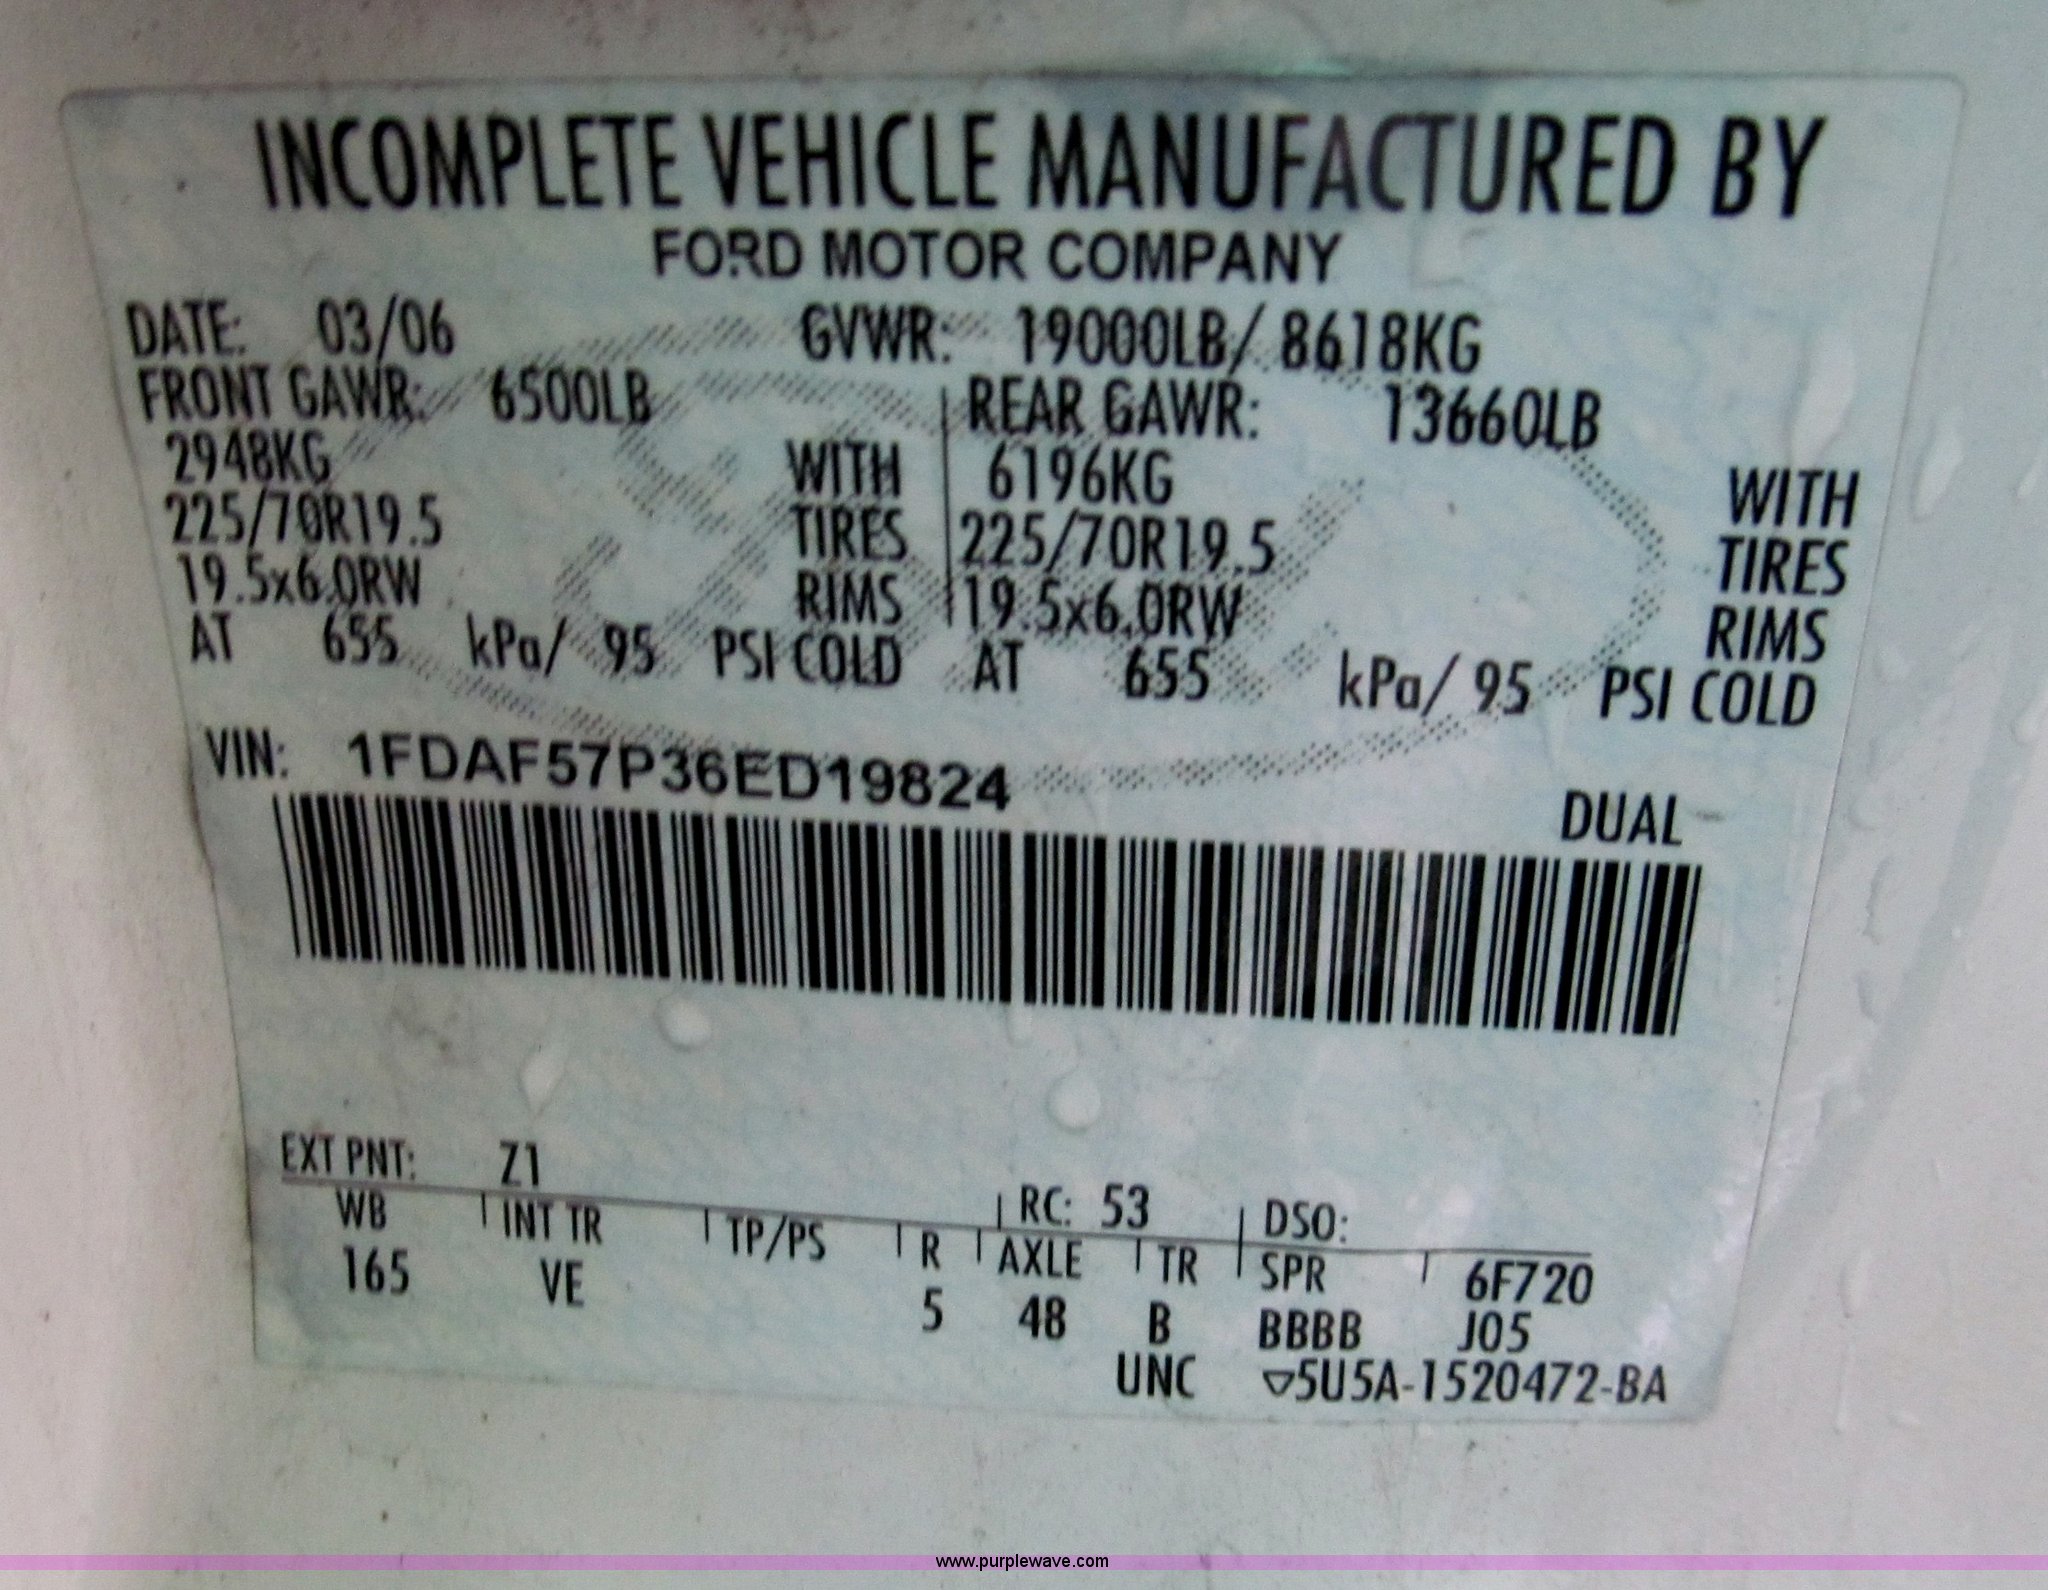 INCOMPLETE VEHICLE MANUFACTURED BY
FORD MOTOR COMPANY
DATE: 03/06 GVWR: 19000LB/ 8618KG
FRONT GAWR: 6500LB REAR GAWR: 13660LB
2948KG WITH 6196KG WITH
225/70R19.5 TIRES 225/70R19.5 TIRES
19.5x6.0RW RIMS 19.5x6.0RW RIMS
AT 655 kPa/ 95 PSI COLD AT 655 kPa/ 95 PSI COLD
VIN: 1FDAF57P36ED19824
DUAL
EXT PNT: Z1 RC: 53 DSO:
WB INT TR TP/PS R AXLE TR SPR 6F720
165 VE 5 48 B BBBB J05
UNC ▽5U5A-1520472-BA
www.purplewave.com